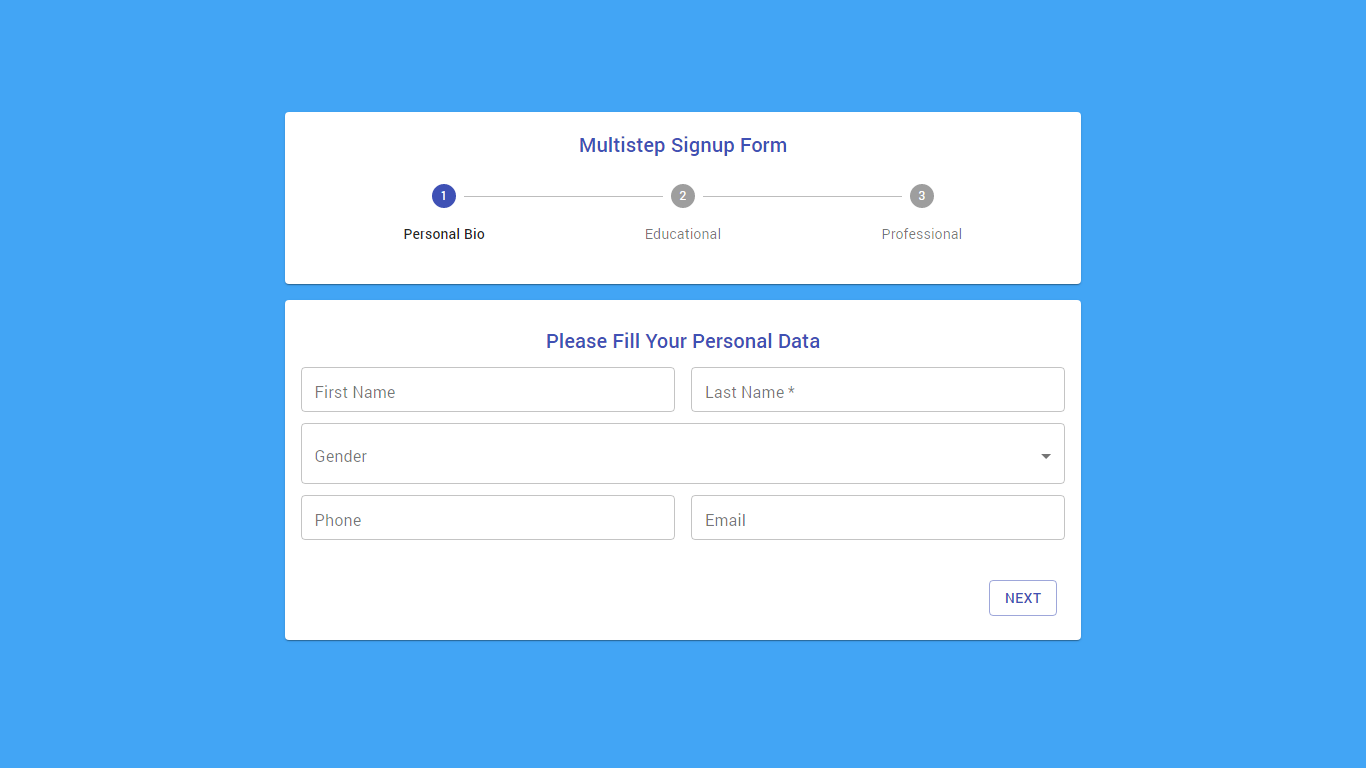 Multistep Signup Form
1 2 3
Personal Bio Educational Professional
Please Fill Your Personal Data
First Name Last Name *
Gender
Phone Email
NEXT